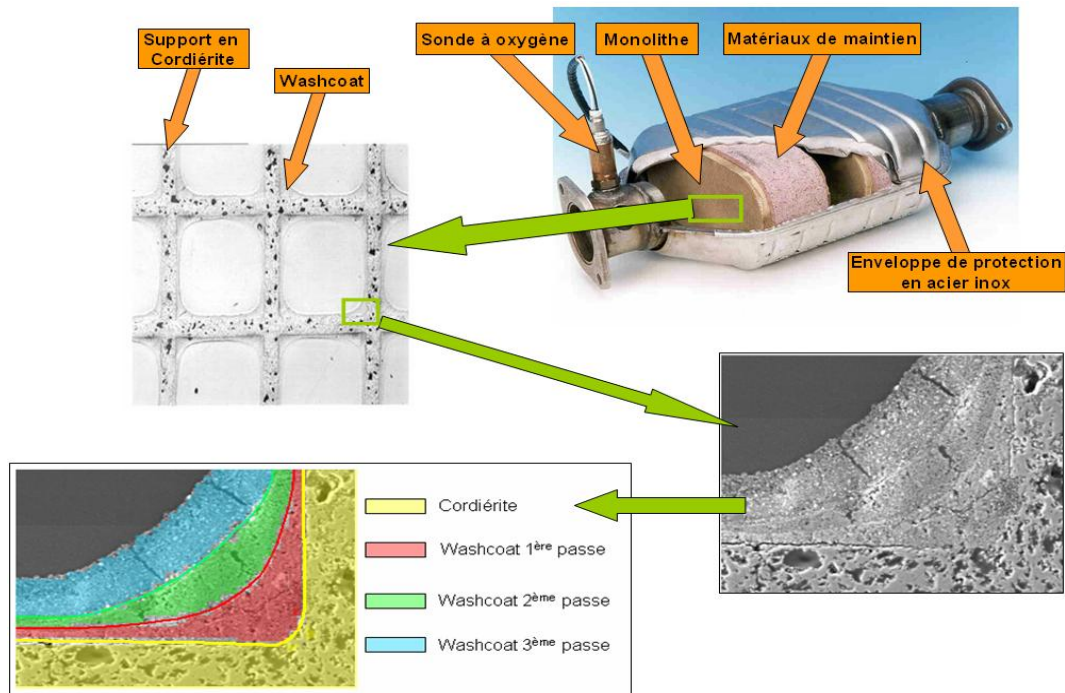 Support en
Cordiérite
Washcoat
Sonde à oxygène
Monolithe
Matériaux de maintien
Enveloppe de protection
en acier inox
Cordiérite
Washcoat 1ère passe
Washcoat 2ème passe
Washcoat 3ème passe